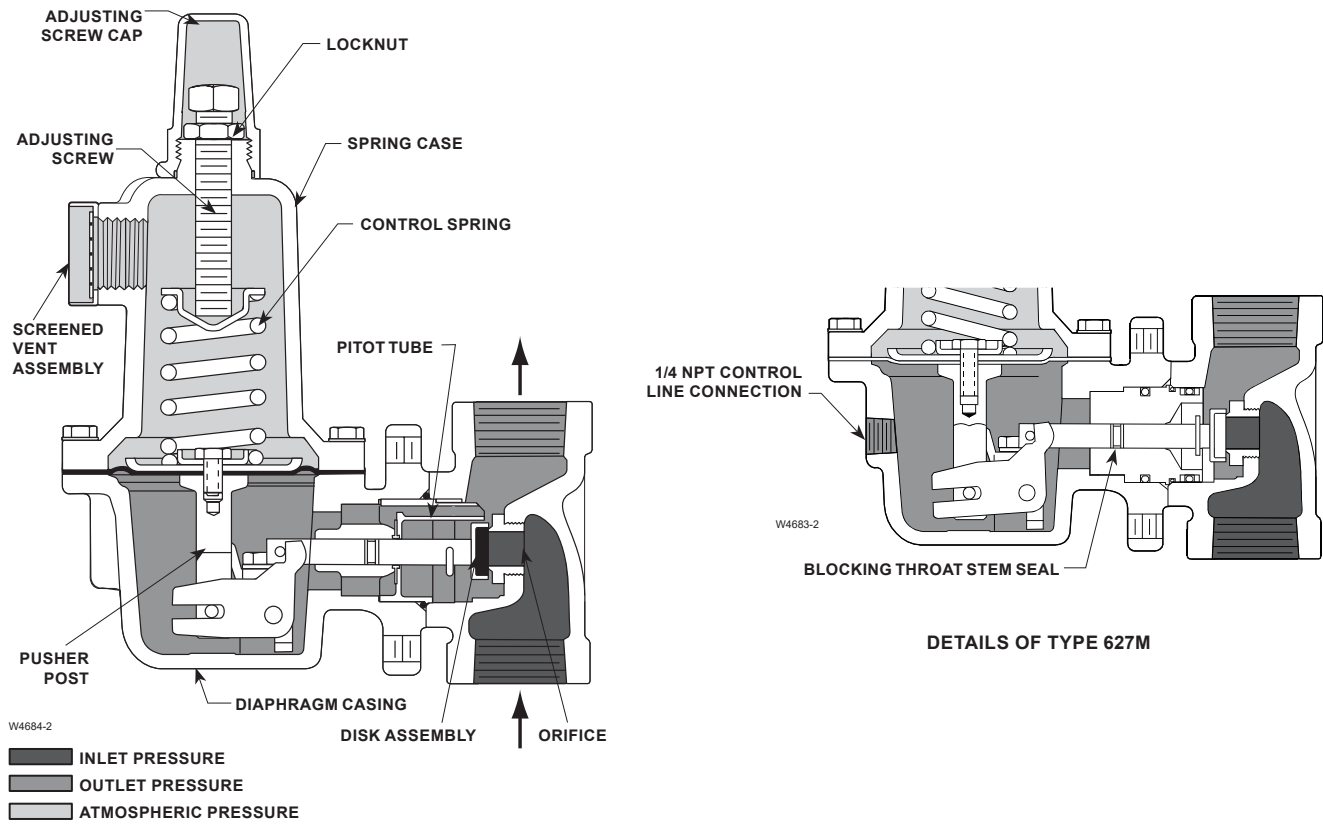 ADJUSTING
SCREW CAP
LOCKNUT
ADJUSTING
SCREW
SPRING CASE
CONTROL SPRING
SCREENED
VENT
ASSEMBLY
PITOT TUBE
PUSHER
POST
DIAPHRAGM CASING
DISK ASSEMBLY
ORIFICE
W4684-2
INLET PRESSURE
OUTLET PRESSURE
ATMOSPHERIC PRESSURE
1/4 NPT CONTROL
LINE CONNECTION
W4683-2
BLOCKING THROAT STEM SEAL
DETAILS OF TYPE 627M